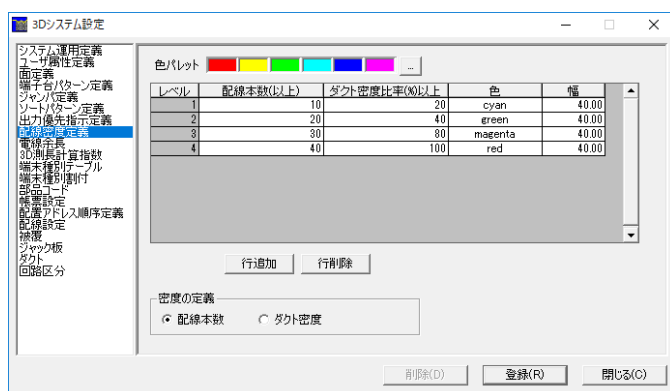 3Dシステム設定
システム運用定義
ユーザ属性定義
面定義
端子台パターン定義
ジャンパ定義
ソートパターン定義
出力優先指示定義
配線密度定義
電線余長
3D測長計算指数
端末種別テーブル
端末種別割付
部品コード
帳票設定
配置アドレス順序定義
配線設定
被覆
ジャック板
ダクト
回路区分
色パレット ...
レベル 配線本数(以上) ダクト密度比率(%)以上 色 幅
1 10 20 cyan 40.00
2 20 40 green 40.00
3 30 80 magenta 40.00
4 40 100 red 40.00
行追加 行削除
密度の定義
配線本数 ダクト密度
削除(D) 登録(R) 閉じる(C)